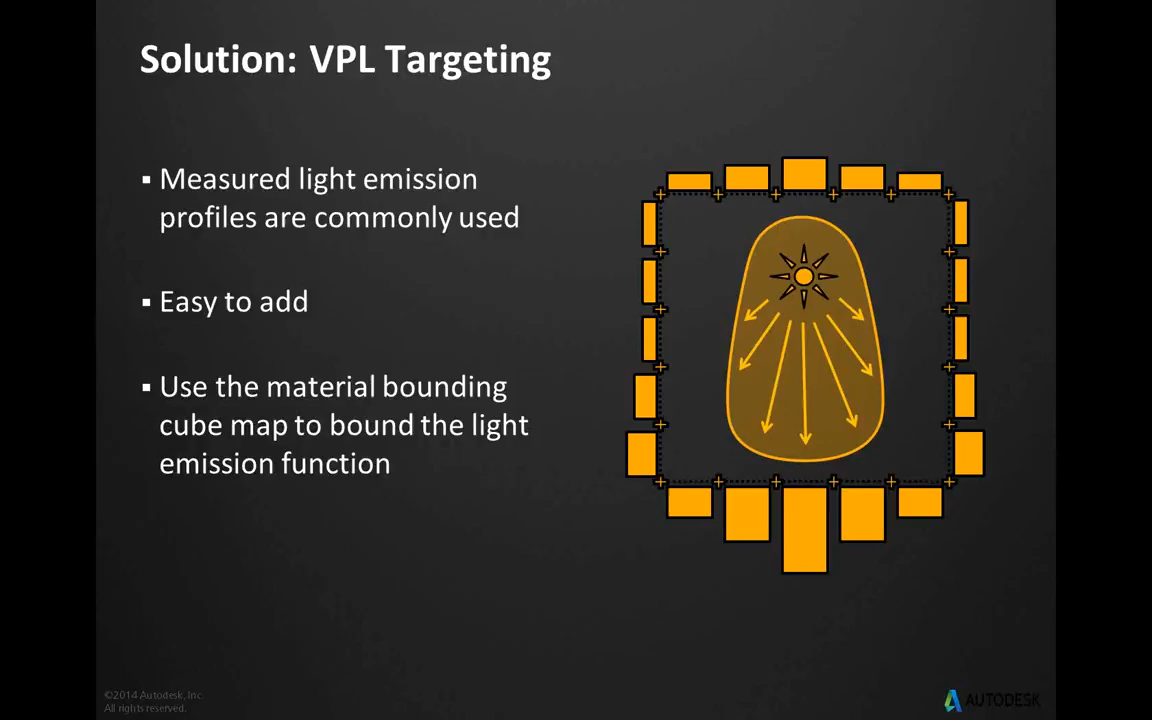 Solution: VPL Targeting
▪ Measured light emission
profiles are commonly used
▪ Easy to add
▪ Use the material bounding
cube map to bound the light
emission function
©2014 Autodesk, Inc.
All rights reserved.
AUTODESK